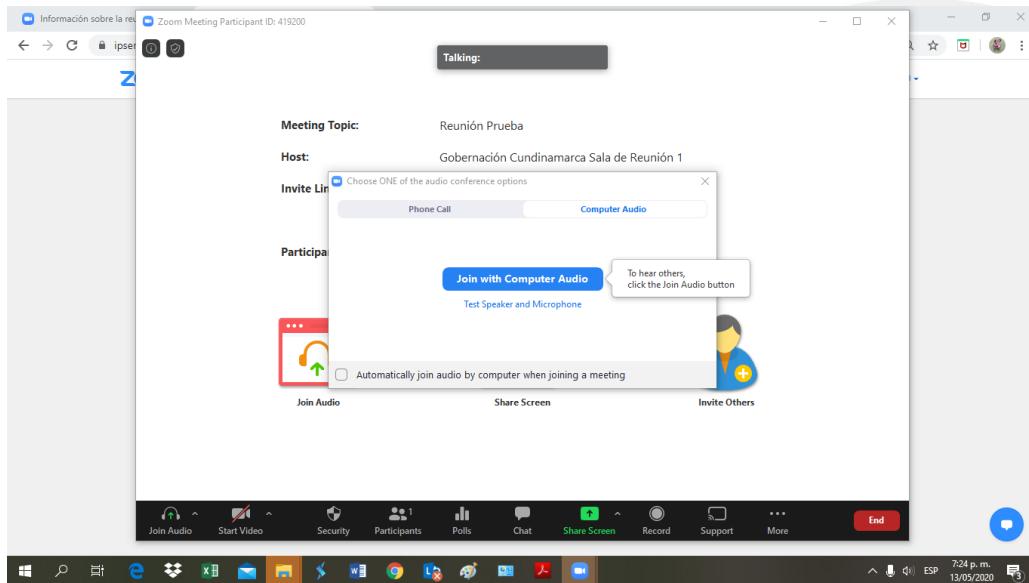 Información sobre la reu
Zoom Meeting Participant ID: 419200
ipser
Talking:
Meeting Topic:
Reunión Prueba
Host:
Gobernación Cundinamarca Sala de Reunión 1
Invite Lin
Choose ONE of the audio conference options
Phone Call
Computer Audio
Participa
Join with Computer Audio
To hear others,
click the Join Audio button
Test Speaker and Microphone
Automatically join audio by computer when joining a meeting
Join Audio
Share Screen
Invite Others
1
Join Audio
Start Video
Security
Participants
Polls
Chat
Share Screen
Record
Support
More
End
ESP
7:24 p. m.
13/05/2020
3